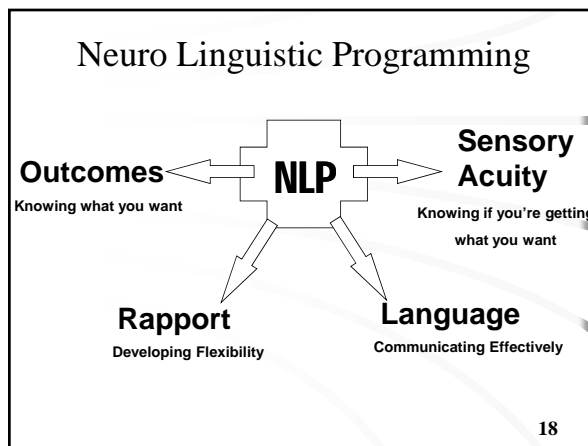 Neuro Linguistic Programming
Outcomes
Knowing what you want
NLP
Sensory
Acuity
Knowing if you're getting
what you want
Rapport
Developing Flexibility
Language
Communicating Effectively
18